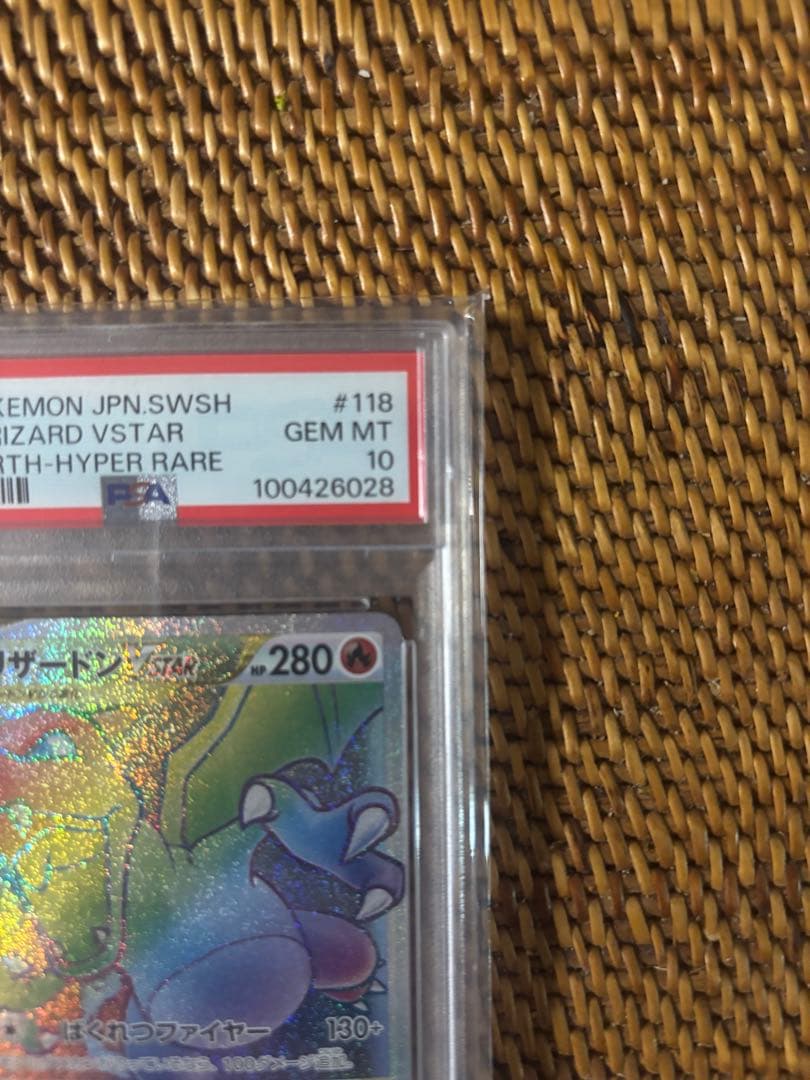 KEMON JPN.SWSH #118
RIZARD VSTAR GEM MT
RTH-HYPER RARE 10
PSA 100426028
リザードン VSTAR HP 280
ばくれつファイヤー 130+